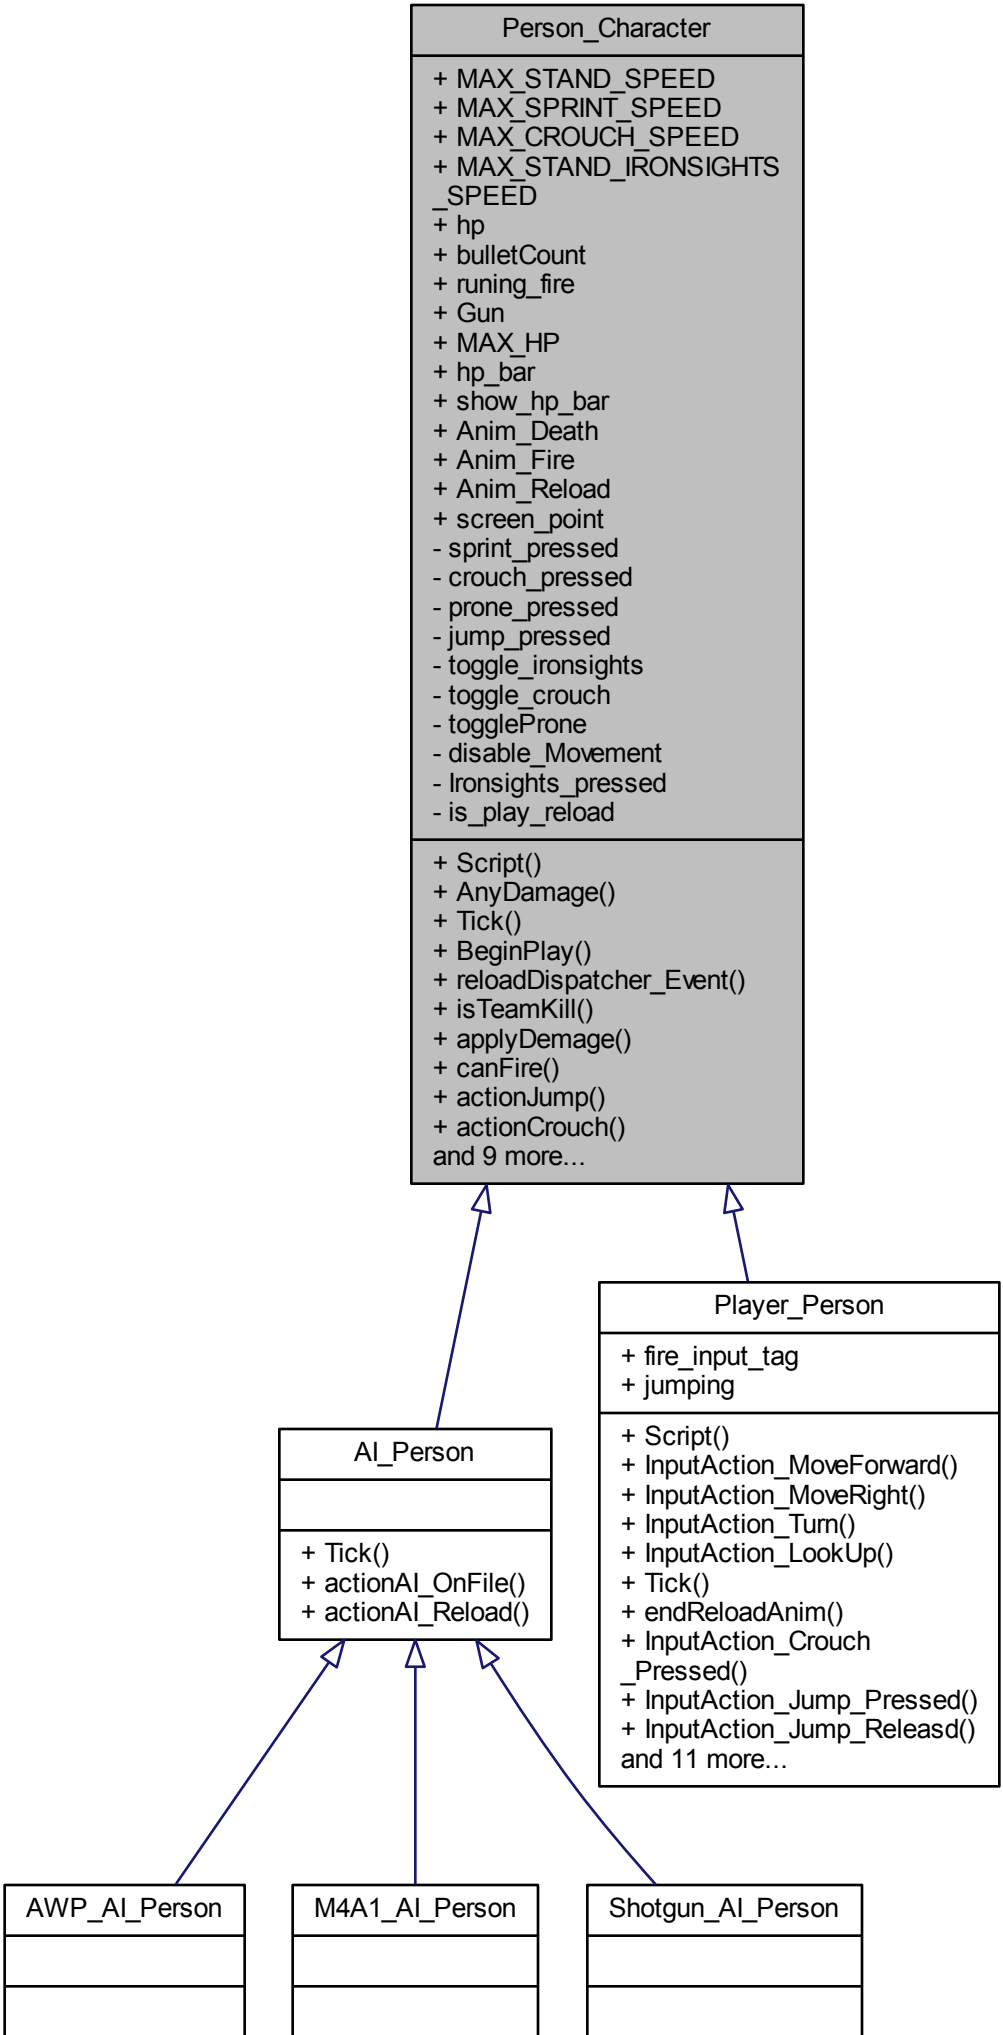 Person_Character
+ MAX_STAND_SPEED
+ MAX_SPRINT_SPEED
+ MAX_CROUCH_SPEED
+ MAX_STAND_IRONSIGHTS
_SPEED
+ hp
+ bulletCount
+ runing_fire
+ Gun
+ MAX_HP
+ hp_bar
+ show_hp_bar
+ Anim_Death
+ Anim_Fire
+ Anim_Reload
+ screen_point
- sprint_pressed
- crouch_pressed
- prone_pressed
- jump_pressed
- toggle_ironsights
- toggle_crouch
- toggleProne
- disable_Movement
- Ironsights_pressed
- is_play_reload
+ Script()
+ AnyDamage()
+ Tick()
+ BeginPlay()
+ reloadDispatcher_Event()
+ isTeamKill()
+ applyDemage()
+ canFire()
+ actionJump()
+ actionCrouch()
and 9 more...
Player_Person
+ fire_input_tag
+ jumping
+ Script()
+ InputAction_MoveForward()
+ InputAction_MoveRight()
+ InputAction_Turn()
+ InputAction_LookUp()
+ Tick()
+ endReloadAnim()
+ InputAction_Crouch
_Pressed()
+ InputAction_Jump_Pressed()
+ InputAction_Jump_Releasd()
and 11 more...
AI_Person
+ Tick()
+ actionAI_OnFile()
+ actionAI_Reload()
AWP_AI_Person
M4A1_AI_Person
Shotgun_AI_Person